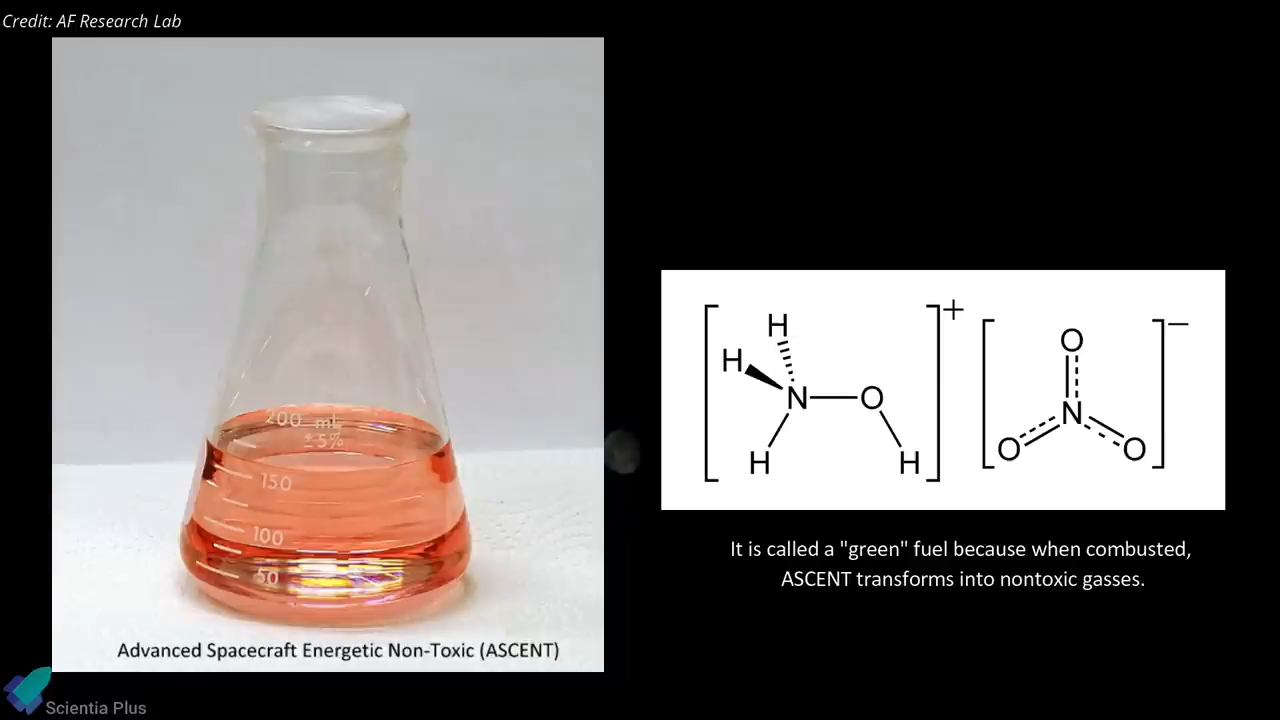 Credit: AF Research Lab
200 mL
±5%
150
100
50
Advanced Spacecraft Energetic Non-Toxic (ASCENT)
H
H
N
O
H
H
+
O
N
O
O
−
It is called a "green" fuel because when combusted,
ASCENT transforms into nontoxic gasses.
Scientia Plus